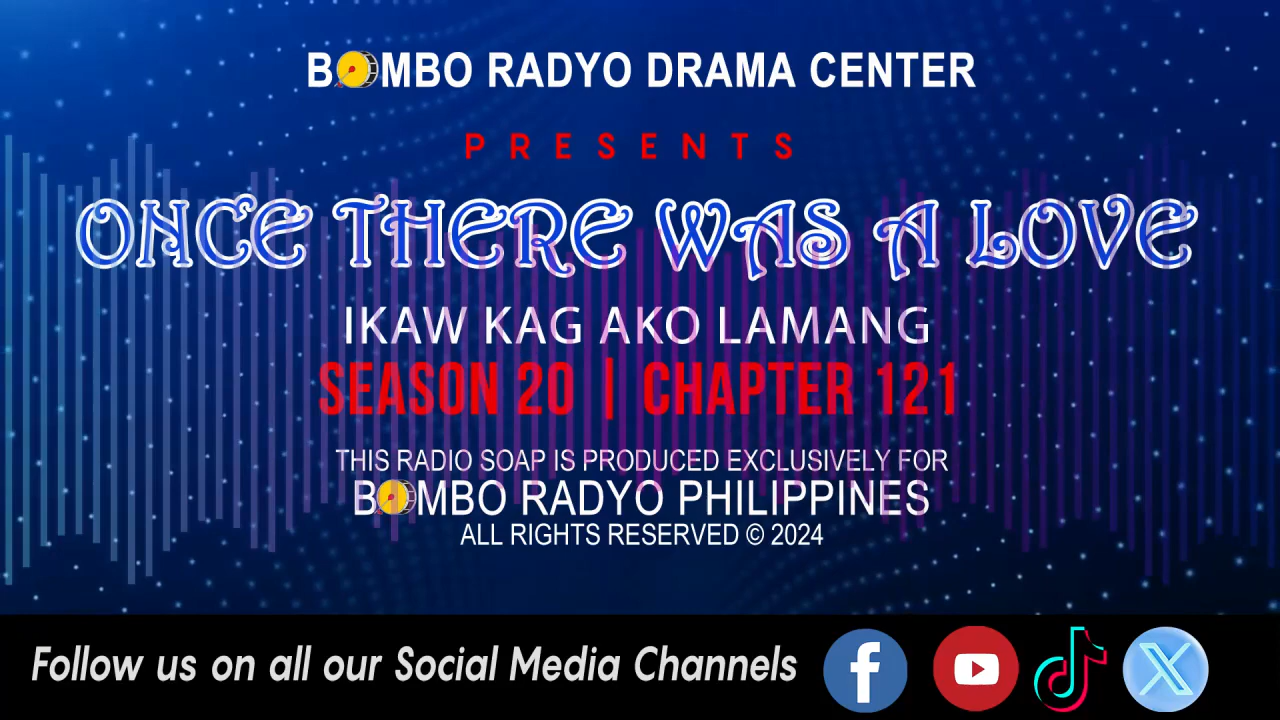 BOMBO RADYO DRAMA CENTER
PRESENTS
ONCE THERE WAS A LOVE
IKAW KAG AKO LAMANG
SEASON 20 | CHAPTER 121
THIS RADIO SOAP IS PRODUCED EXCLUSIVELY FOR
BOMBO RADYO PHILIPPINES
ALL RIGHTS RESERVED © 2024
Follow us on all our Social Media Channels